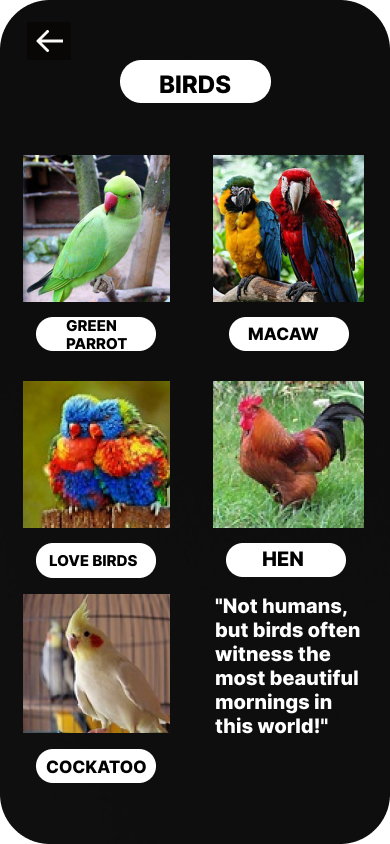 BIRDS
GREEN
PARROT
MACAW
LOVE BIRDS
HEN
"Not humans,
but birds often
witness the
most beautiful
mornings in
this world!"
COCKATOO